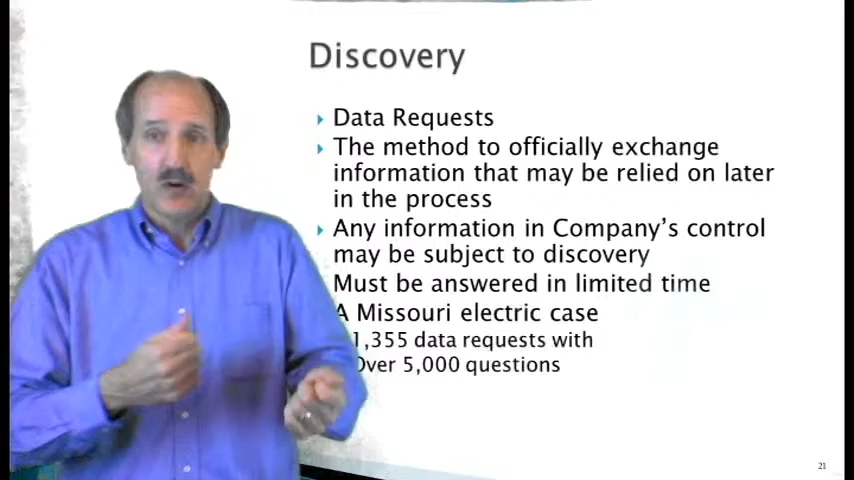 Discovery
Data Requests
The method to officially exchange
information that may be relied on later
in the process
Any information in Company's control
may be subject to discovery
Must be answered in limited time
A Missouri electric case
1,355 data requests with
Over 5,000 questions
21